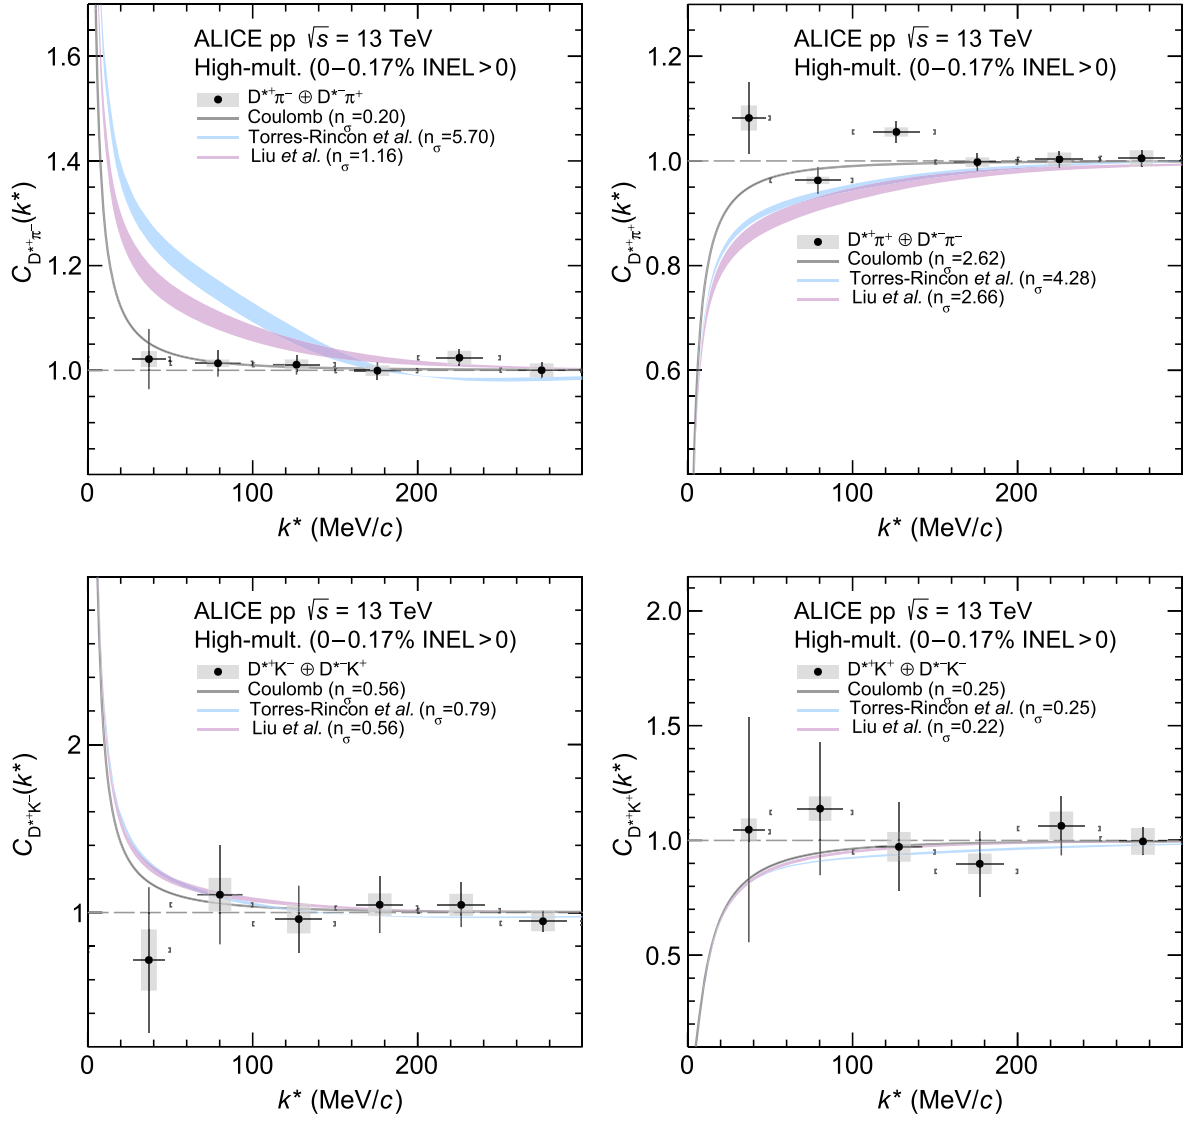 ALICE pp √s = 13 TeV
High-mult. (0−0.17% INEL > 0)
D*⁺π⁻ ⊕ D*⁻π⁺
Coulomb (nσ=0.20)
Torres-Rincon et al. (nσ=5.70)
Liu et al. (nσ=1.16)
1.6
1.4
1.2
1.0
C_D*⁺π⁻(k*)
0 100 200
k* (MeV/c)
ALICE pp √s = 13 TeV
High-mult. (0−0.17% INEL > 0)
D*⁺π⁺ ⊕ D*⁻π⁻
Coulomb (nσ=2.62)
Torres-Rincon et al. (nσ=4.28)
Liu et al. (nσ=2.66)
1.2
1.0
0.8
0.6
C_D*⁺π⁺(k*)
0 100 200
k* (MeV/c)
ALICE pp √s = 13 TeV
High-mult. (0−0.17% INEL > 0)
D*⁺K⁻ ⊕ D*⁻K⁺
Coulomb (nσ=0.56)
Torres-Rincon et al. (nσ=0.79)
Liu et al. (nσ=0.56)
2
1
C_D*⁺K⁻(k*)
0 100 200
k* (MeV/c)
ALICE pp √s = 13 TeV
High-mult. (0−0.17% INEL > 0)
D*⁺K⁺ ⊕ D*⁻K⁻
Coulomb (nσ=0.25)
Torres-Rincon et al. (nσ=0.25)
Liu et al. (nσ=0.22)
2.0
1.5
1.0
0.5
C_D*⁺K⁺(k*)
0 100 200
k* (MeV/c)